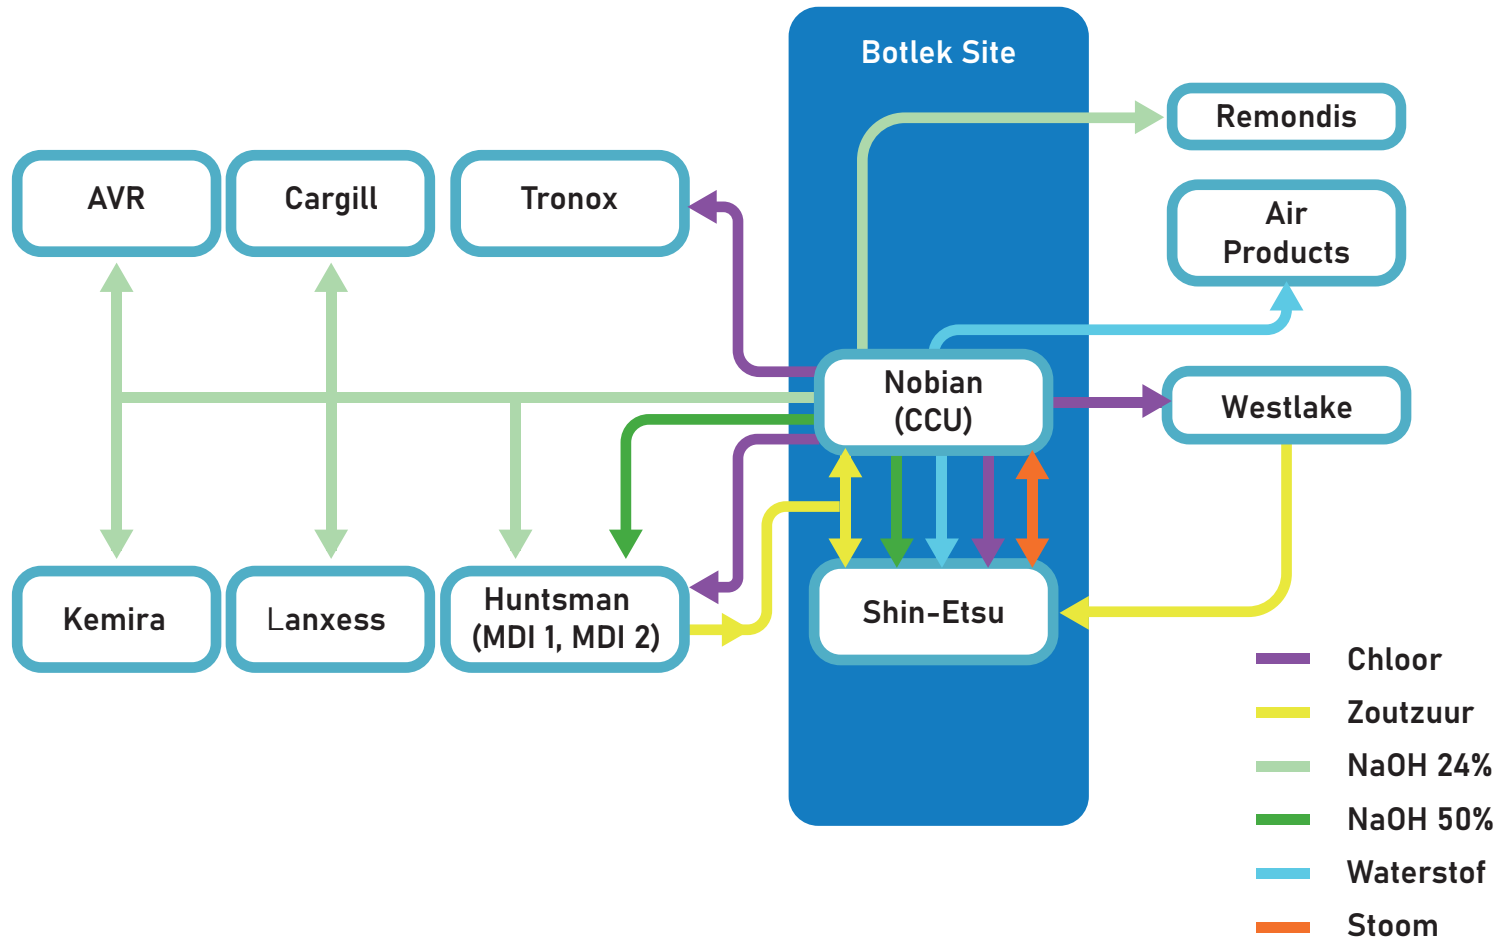 Botlek Site
Remondis
AVR
Cargill
Tronox
Air
Products
Nobian
(CCU)
Westlake
Kemira
Lanxess
Huntsman
(MDI 1, MDI 2)
Shin-Etsu
Chloor
Zoutzuur
NaOH 24%
NaOH 50%
Waterstof
Stoom